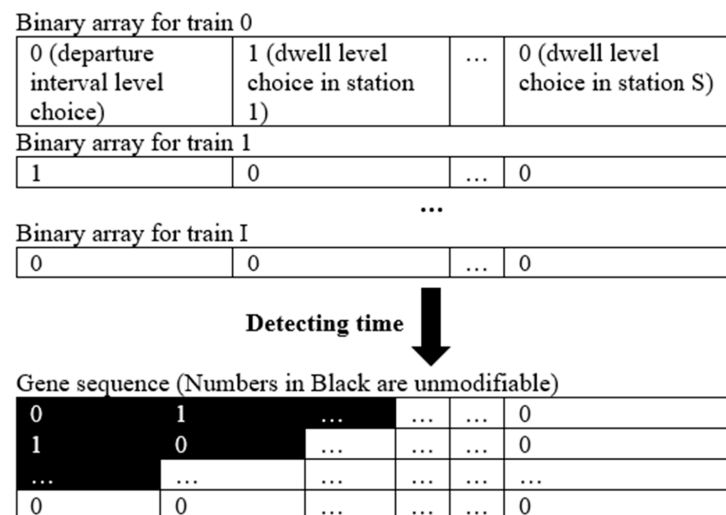 Binary array for train 0
0 (departure interval level choice) 1 (dwell level choice in station 1) ... 0 (dwell level choice in station S)
Binary array for train 1
1 0 ... 0
...
Binary array for train I
0 0 ... 0
Detecting time
Gene sequence (Numbers in Black are unmodifiable)
0 1 ... ... ... 0
1 0 ... ... ... 0
... ... ... ... ... ...
0 0 ... ... ... 0